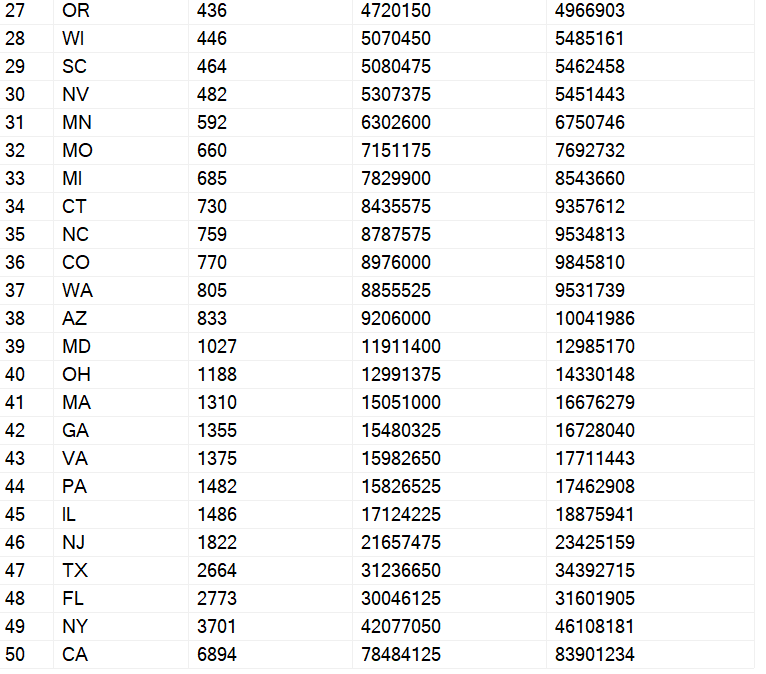 27 OR 436 4720150 4966903
28 WI 446 5070450 5485161
29 SC 464 5080475 5462458
30 NV 482 5307375 5451443
31 MN 592 6302600 6750746
32 MO 660 7151175 7692732
33 MI 685 7829900 8543660
34 CT 730 8435575 9357612
35 NC 759 8787575 9534813
36 CO 770 8976000 9845810
37 WA 805 8855525 9531739
38 AZ 833 9206000 10041986
39 MD 1027 11911400 12985170
40 OH 1188 12991375 14330148
41 MA 1310 15051000 16676279
42 GA 1355 15480325 16728040
43 VA 1375 15982650 17711443
44 PA 1482 15826525 17462908
45 IL 1486 17124225 18875941
46 NJ 1822 21657475 23425159
47 TX 2664 31236650 34392715
48 FL 2773 30046125 31601905
49 NY 3701 42077050 46108181
50 CA 6894 78484125 83901234